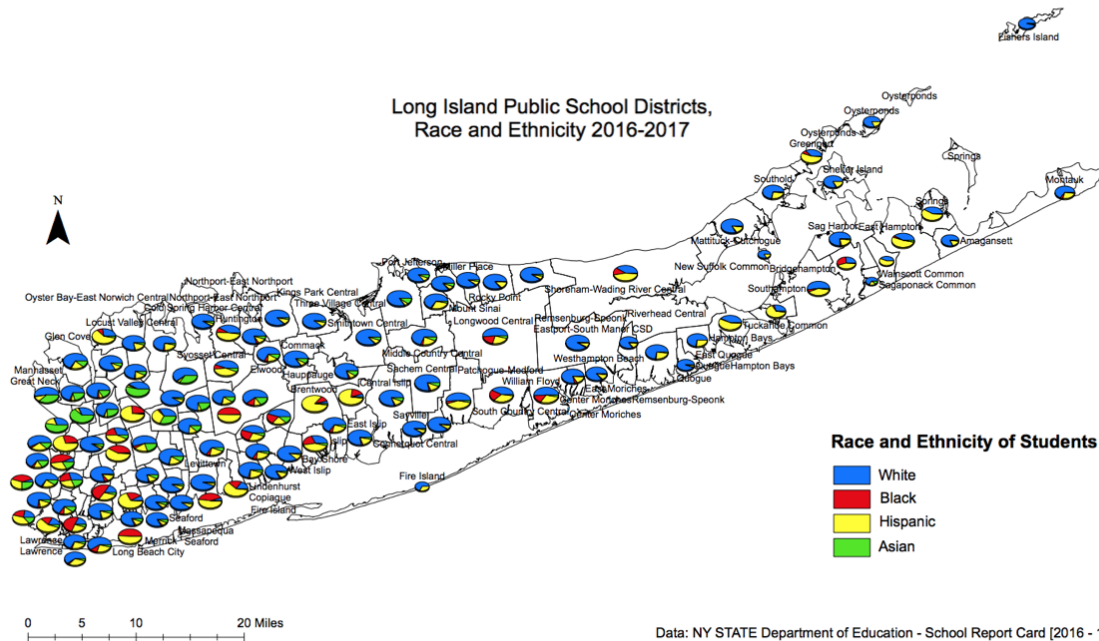 Fishers Island
Long Island Public School Districts,
Race and Ethnicity 2016-2017
Oysterponds
Oysterponds
Oysterponds
Greenport
Springs
Shelter Island
Southold
Montauk
Springs
N
Sag Harbor
East Hampton
Mattituck-Cutchogue
Amagansett
Port Jefferson
Miller Place
New Suffolk Common
Bridgehampton
Wainscott Common
Sagaponack Common
Northport-East Northport
Kings Park Central
Rocky Point
Shoreham-Wading River Central
Southampton
Oyster Bay-East Norwich Central
Northport-East Northport
Three Village Central
Cold Spring Harbor Central
Mount Sinai
Locust Valley Central
Huntington
Smithtown Central
Longwood Central
Remsenburg-Speonk
Riverhead Central
Tuckahoe Common
Glen Cove
Eastport-South Manor CSD
Hampton Bays
Syosset Central
Commack
Middle Country Central
Westhampton Beach
East Quogue
Manhasset
Elwood
Hauppauge
Sachem Central
Patchogue-Medford
Quogue
Hampton Bays
Great Neck
Central Islip
William Floyd
East Moriches
Quogue
Brentwood
Center Moriches
Remsenburg-Speonk
Sayville
South Country Central
Center Moriches
East Islip
Islip
Connetquot Central
Levittown
Bay Shore
West Islip
Fire Island
Lindenhurst
Copiague
Fire Island
Seaford
Massapequa
Lawrence
Merrick
Seaford
Lawrence
Long Beach City
Race and Ethnicity of Students
White
Black
Hispanic
Asian
0 5 10 20 Miles
Data: NY STATE Department of Education - School Report Card [2016 -